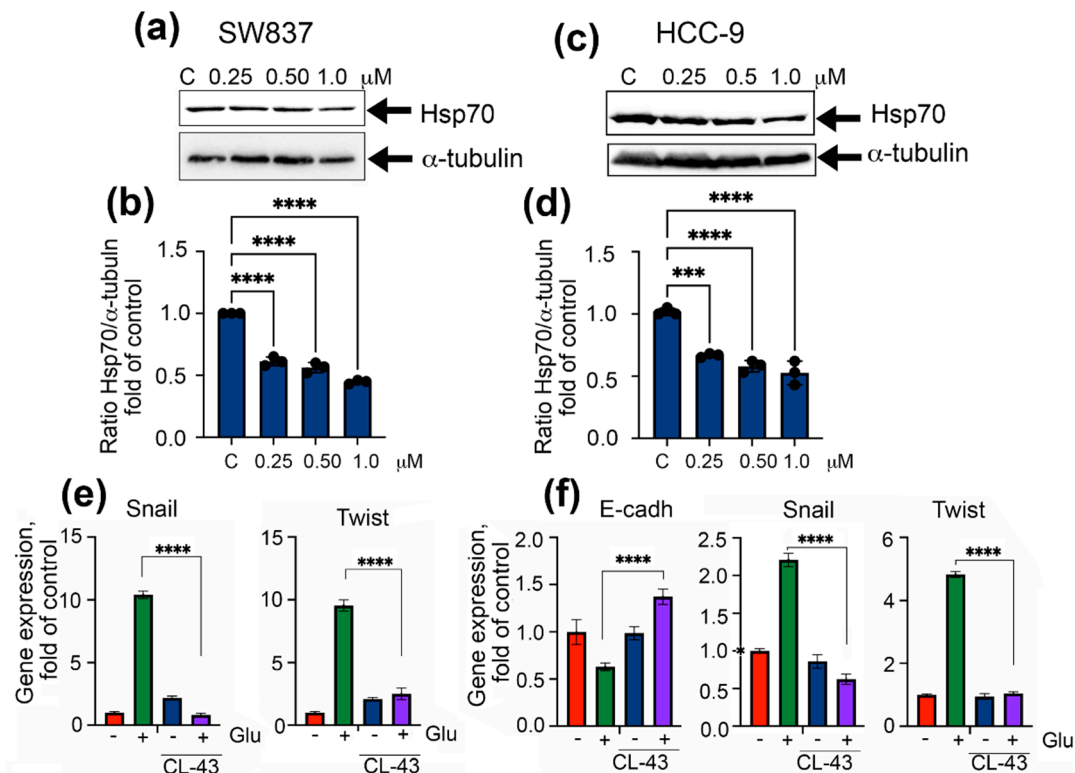 (a) SW837
C 0.25 0.50 1.0 μM
Hsp70
α-tubulin
(b)
****
****
****
Ratio Hsp70/α-tubuln
fold of control
1.5
1.0
0.5
0.0
C 0.25 0.50 1.0 μM
(c) HCC-9
C 0.25 0.5 1.0 μM
Hsp70
α-tubulin
(d)
****
****
***
Ratio Hsp70/α-tubulin
fold of control
1.5
1.0
0.5
0.0
C 0.25 0.50 1.0 μM
(e)
Snail
Gene expression,
fold of control
15
10
5
0
****
- + - + Glu
CL-43
Twist
15
10
5
0
****
- + - + Glu
CL-43
(f)
E-cadh
Gene expression,
fold of control
2.0
1.5
1.0
0.5
0.0
****
- + - +
CL-43
Snail
2.5
2.0
1.5
1.0
0.5
0.0
****
- + - +
CL-43
Twist
6
4
2
0
****
- + - + Glu
CL-43